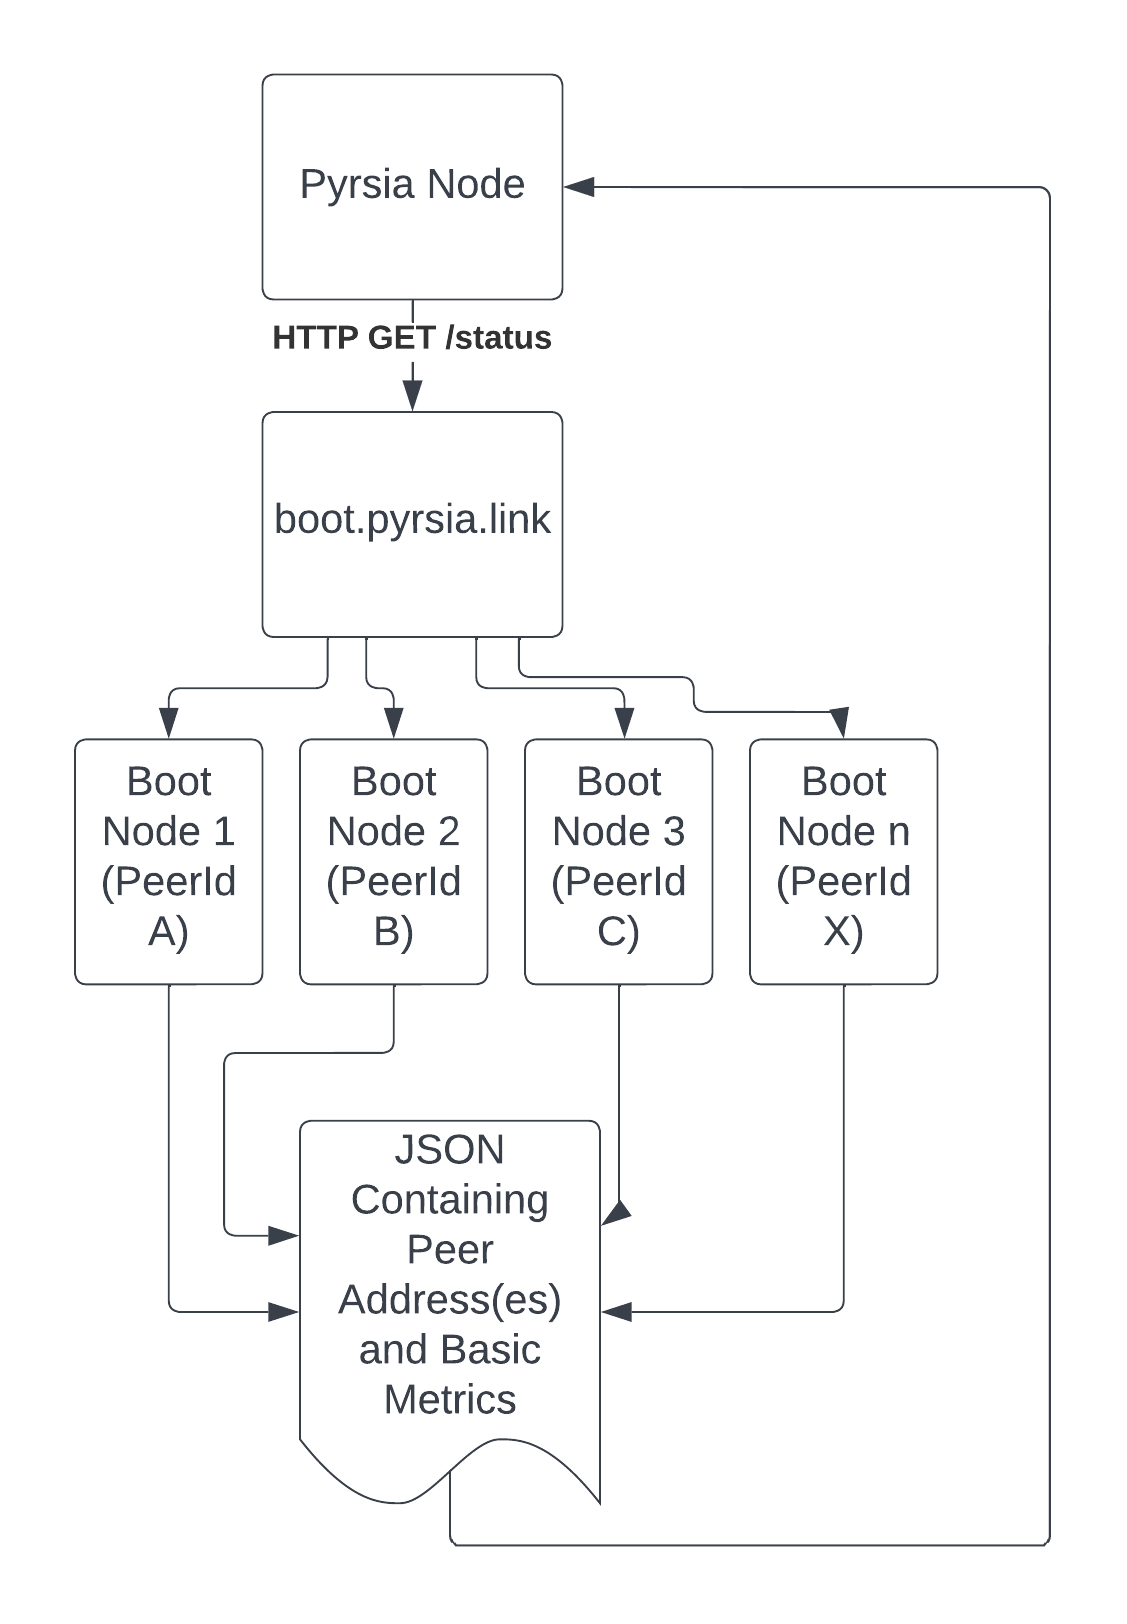 Pyrsia Node
HTTP GET /status
boot.pyrsia.link
Boot
Node 1
(PeerId
A)
Boot
Node 2
(PeerId
B)
Boot
Node 3
(PeerId
C)
Boot
Node n
(PeerId
X)
JSON
Containing
Peer
Address(es)
and Basic
Metrics